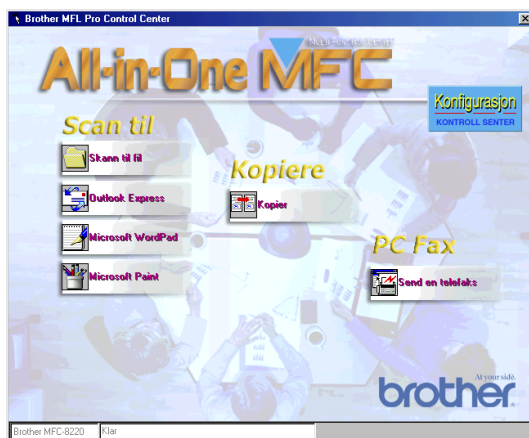 Brother MFL Pro Control Center
All-in-One MFC
Konfigurasjon
KONTROLL SENTER
Scan til
Skann til fil
Outlook Express
Microsoft WordPad
Microsoft Paint
Kopiere
Kopier
PC Fax
Send en telefaks
At your side.
brother
Brother MFC-8220
Klar